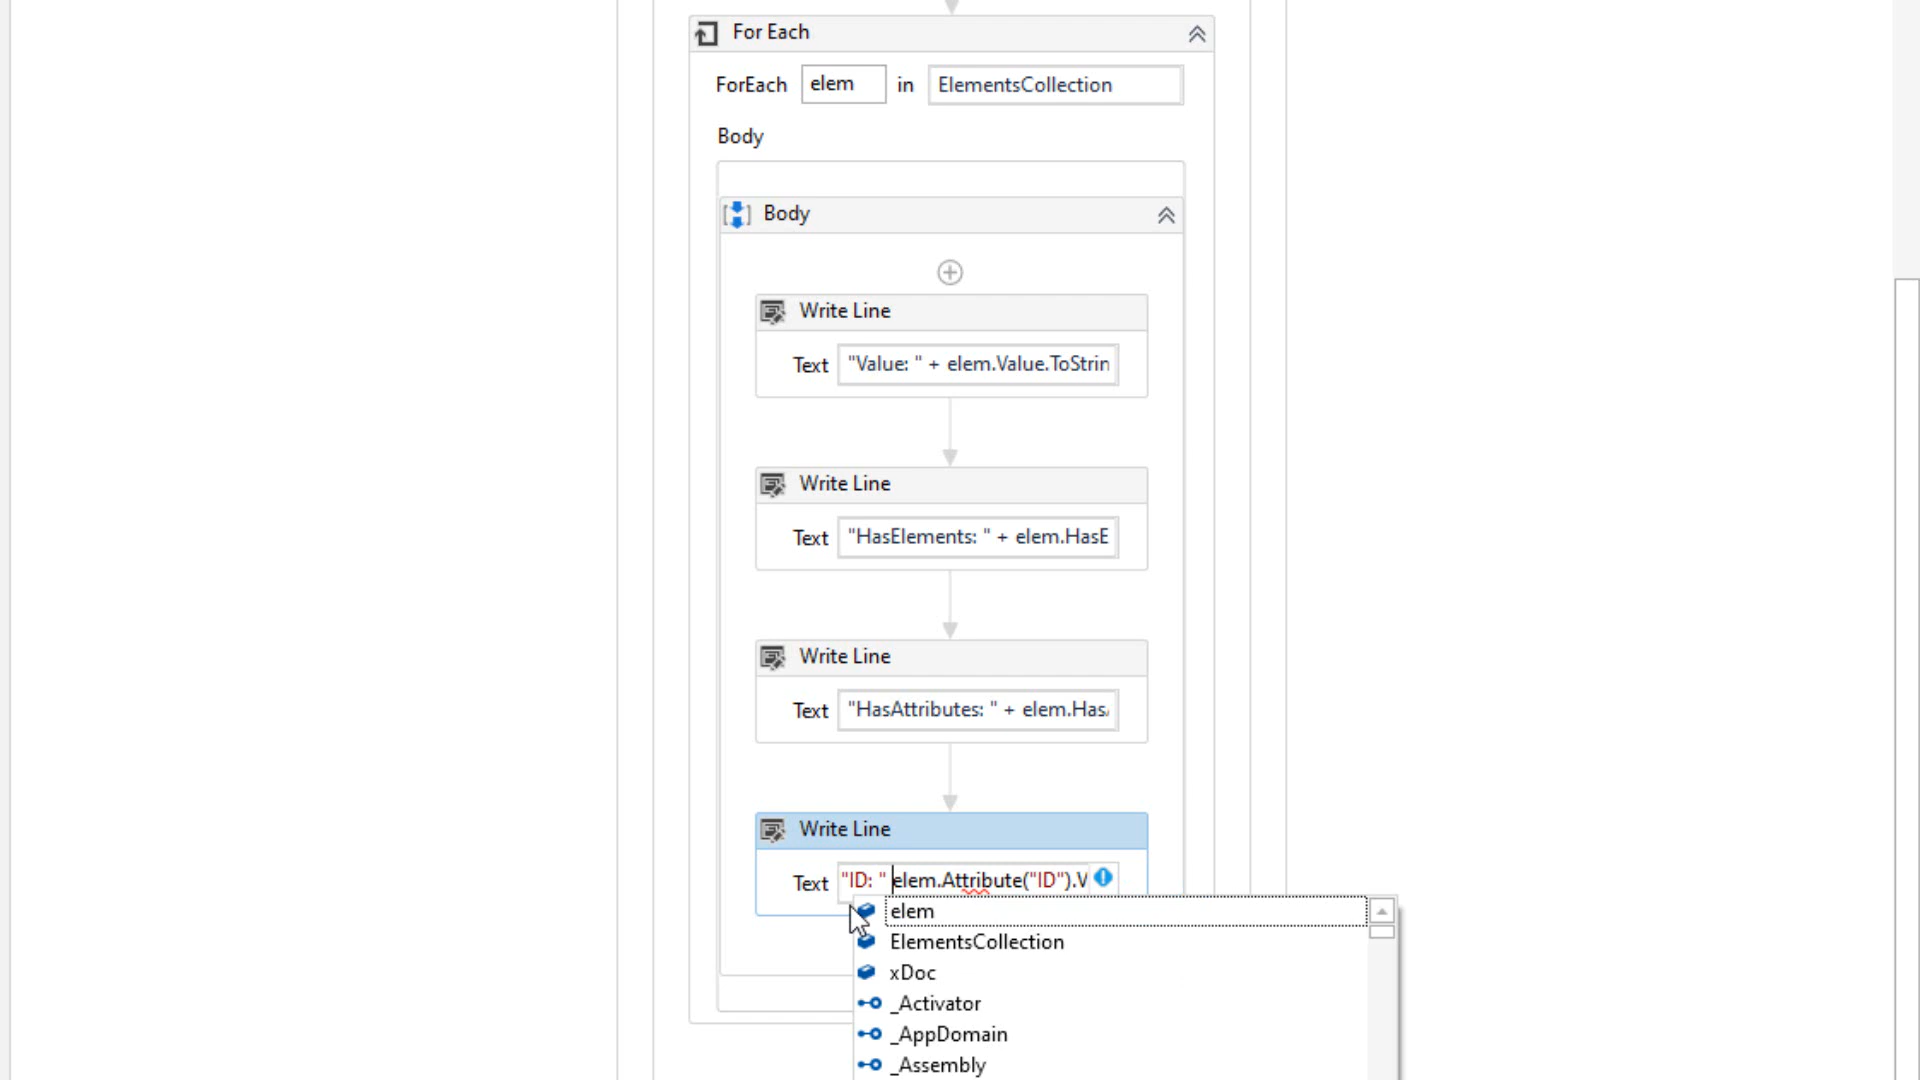 For Each
ForEach elem in ElementsCollection
Body
Body
Write Line
Text "Value: " + elem.Value.ToStrin
Write Line
Text "HasElements: " + elem.HasE
Write Line
Text "HasAttributes: " + elem.Has
Write Line
Text "ID: " elem.Attribute("ID").V
elem
ElementsCollection
xDoc
_Activator
_AppDomain
_Assembly